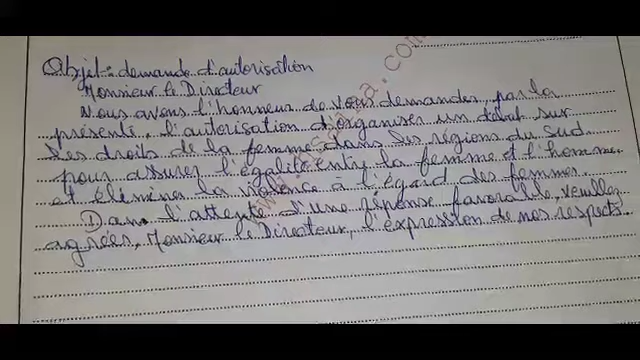 Objet : demande d'autorisation
Monsieur le Directeur
Nous avons l'honneur de vous demander, par la
présente, l'autorisation d'organiser un débat sur
les droits de la femme dans les régions du Sud
pour assurer l'égalité entre la femme et l'homme
et éliminer la violence à l'égard des femmes.
Dans l'attente d'une réponse favorable, veuillez
agréer, Monsieur le Directeur, l'expression de nos respects.